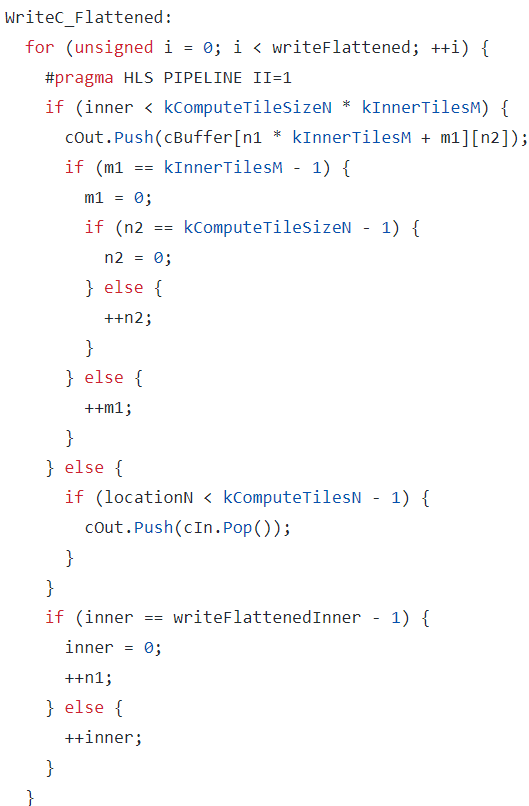 WriteC_Flattened:
  for (unsigned i = 0; i < writeFlattened; ++i) {
    #pragma HLS PIPELINE II=1
    if (inner < kComputeTileSizeN * kInnerTilesM) {
      cOut.Push(cBuffer[n1 * kInnerTilesM + m1][n2]);
      if (m1 == kInnerTilesM - 1) {
        m1 = 0;
        if (n2 == kComputeTileSizeN - 1) {
          n2 = 0;
        } else {
          ++n2;
        }
      } else {
        ++m1;
      }
    } else {
      if (locationN < kComputeTilesN - 1) {
        cOut.Push(cIn.Pop());
      }
    }
    if (inner == writeFlattenedInner - 1) {
      inner = 0;
      ++n1;
    } else {
      ++inner;
    }
  }